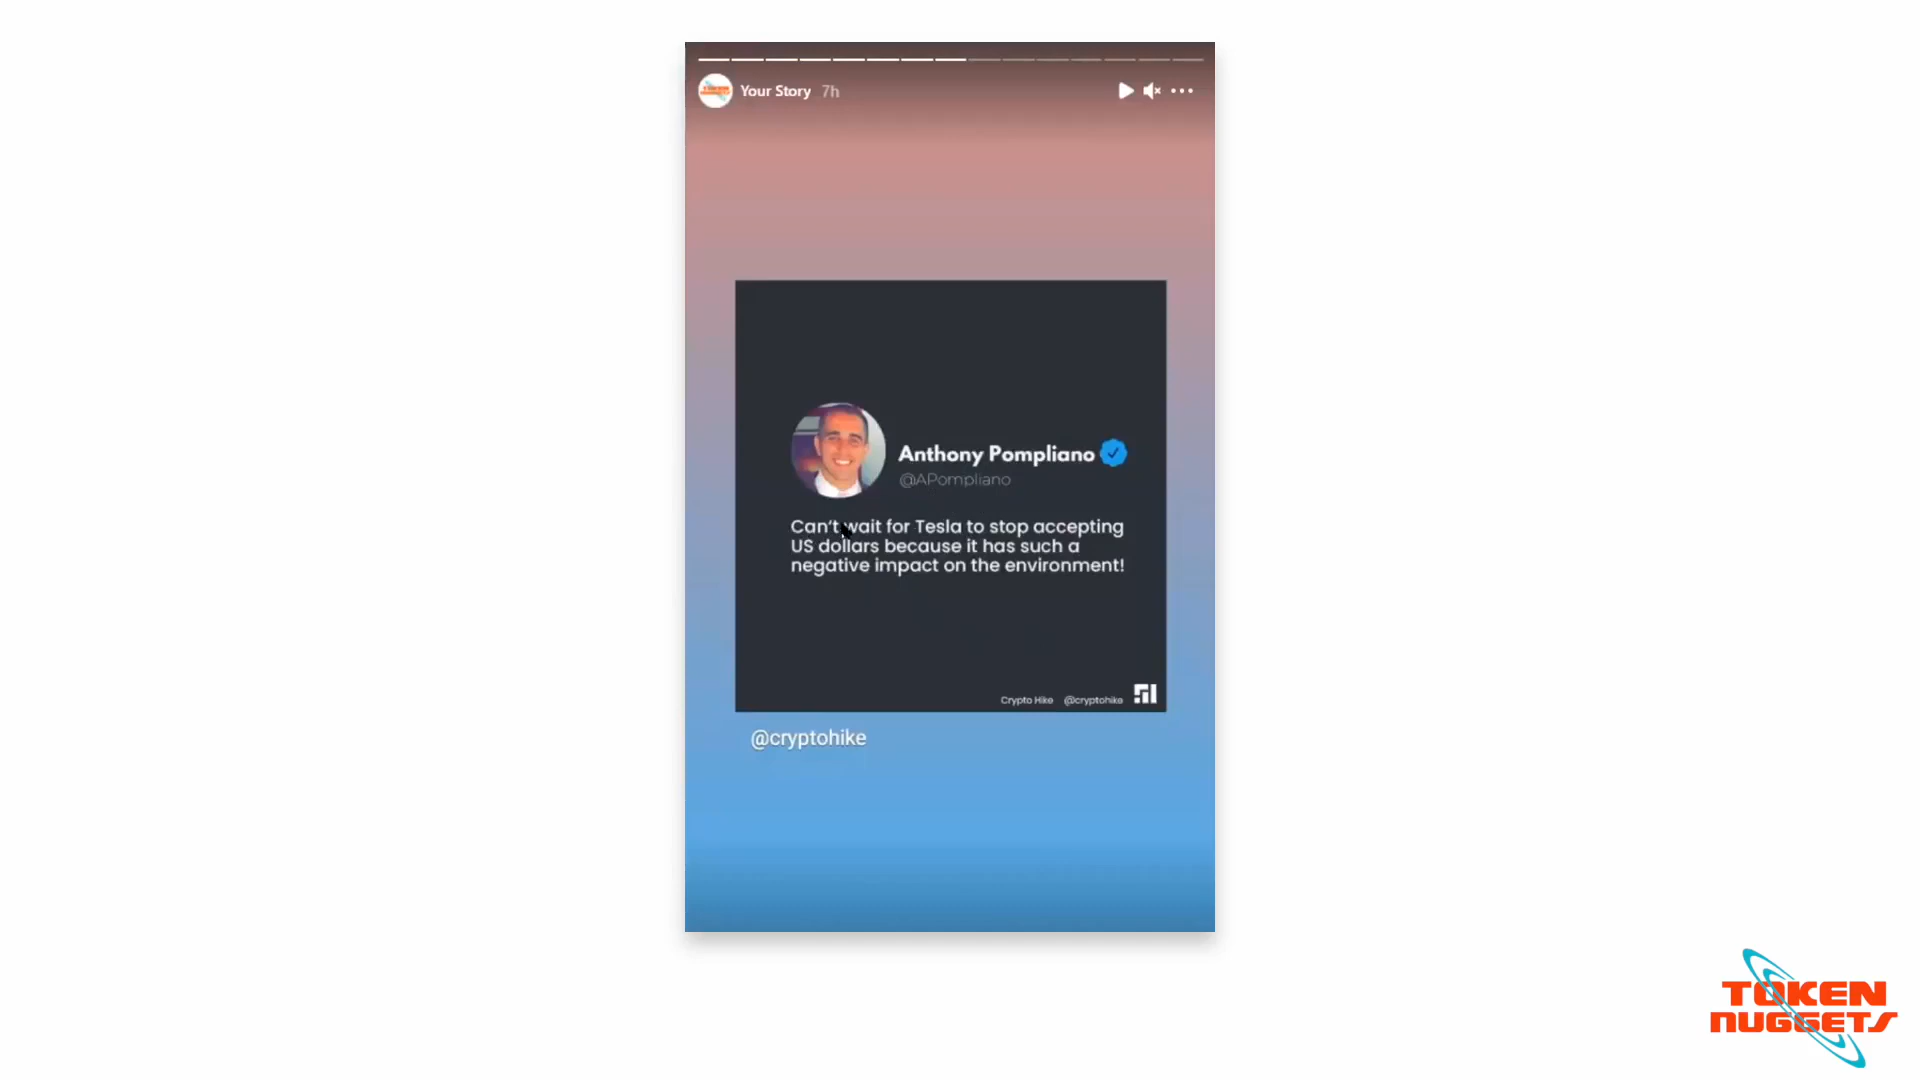 Your Story 7h
Anthony Pompliano
@APompliano
Can't wait for Tesla to stop accepting
US dollars because it has such a
negative impact on the environment!
Crypto Hike @cryptohike
@cryptohike
TOKEN
NUGGETS